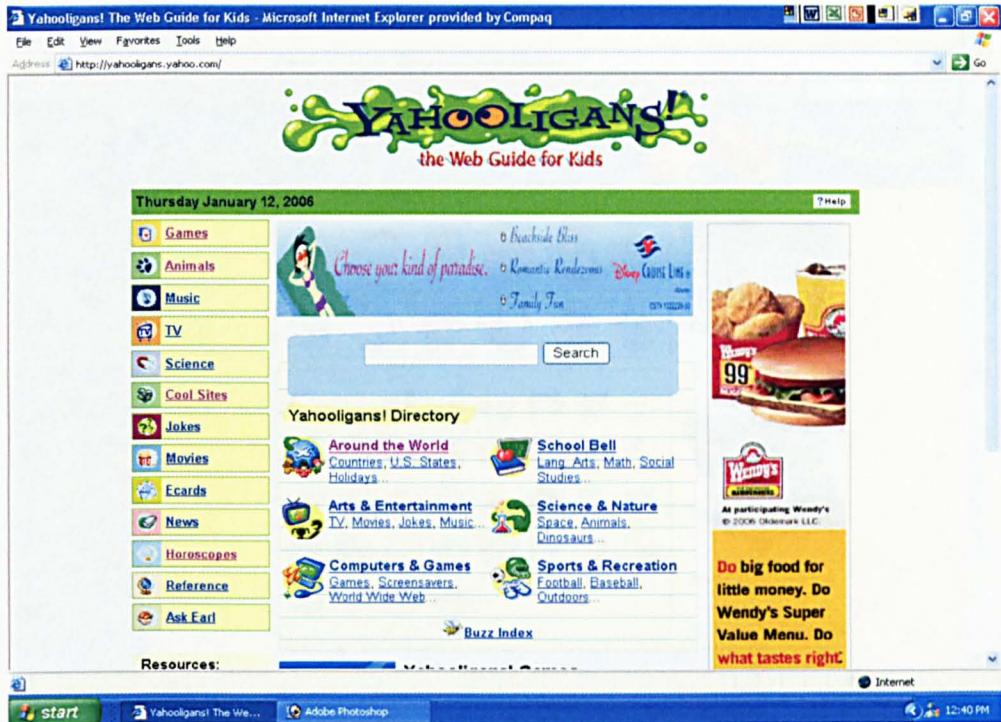 Yahooligans! The Web Guide for Kids - Microsoft Internet Explorer provided by Compaq
File Edit View Favorites Tools Help
Address http://yahooligans.yahoo.com/ Go
YAHOOLIGANS!
the Web Guide for Kids
Thursday January 12, 2006 ?Help
Games
Animals
Music
TV
Science
Cool Sites
Jokes
Movies
Ecards
News
Horoscopes
Reference
Ask Earl
Resources:
Choose your kind of paradise.
Beachside Bliss
Romantic Rendezvous
Family Fun
Disney CRUISE LINE
Search
Yahooligans! Directory
Around the World
Countries, U.S. States,
Holidays...
School Bell
Lang. Arts, Math, Social
Studies...
Arts & Entertainment
TV, Movies, Jokes, Music...
Science & Nature
Space, Animals,
Dinosaurs...
Computers & Games
Games, Screensavers,
World Wide Web...
Sports & Recreation
Football, Baseball,
Outdoors...
Buzz Index
Yahooligans! Games
Wendy's
99¢
Wendy's
OLD FASHIONED
HAMBURGERS
At participating Wendy's
© 2006 Oldemark LLC.
Do big food for
little money. Do
Wendy's Super
Value Menu. Do
what tastes right.
Internet
start Yahooligans! The We... Adobe Photoshop 12:40 PM